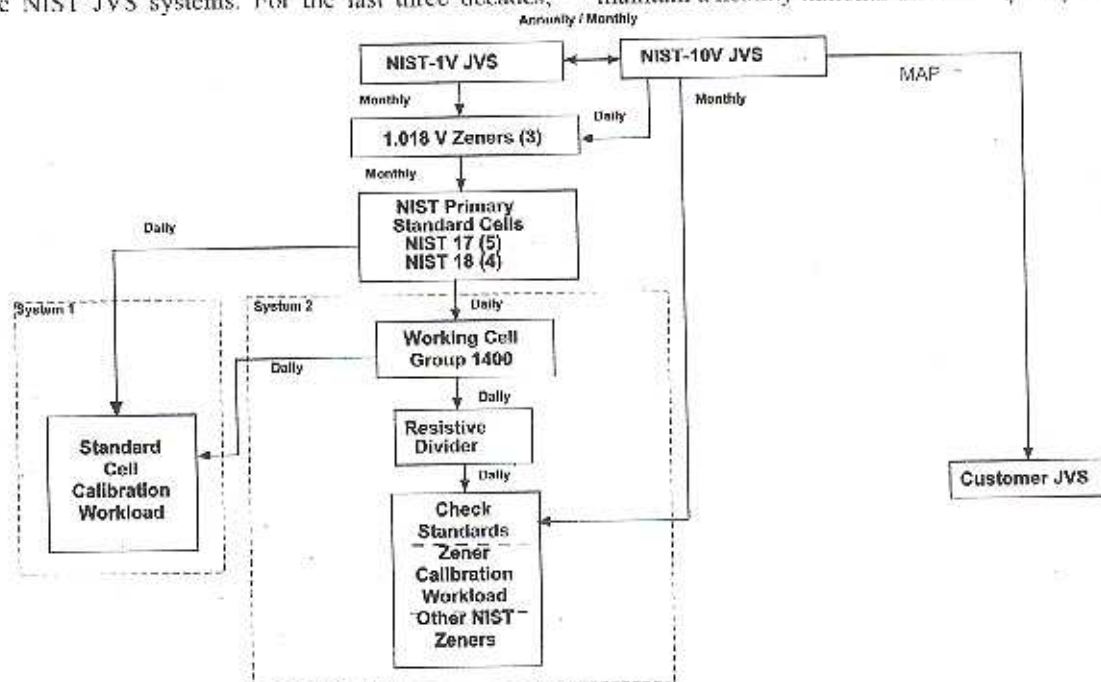 NIST JVS systems. For the last three decades,
Annually / Monthly
NIST-1V JVS
NIST-10V JVS
MAP
Monthly
Daily
Monthly
1.018 V Zeners (3)
Monthly
NIST Primary
Standard Cells
NIST 17 (5)
NIST 18 (4)
Daily
System 1
System 2
Daily
Working Cell
Group 1400
Daily
Daily
Resistive
Divider
Daily
Standard
Cell
Calibration
Workload
Customer JVS
Check
Standards
Zener
Calibration
Workload
Other NIST
Zeners